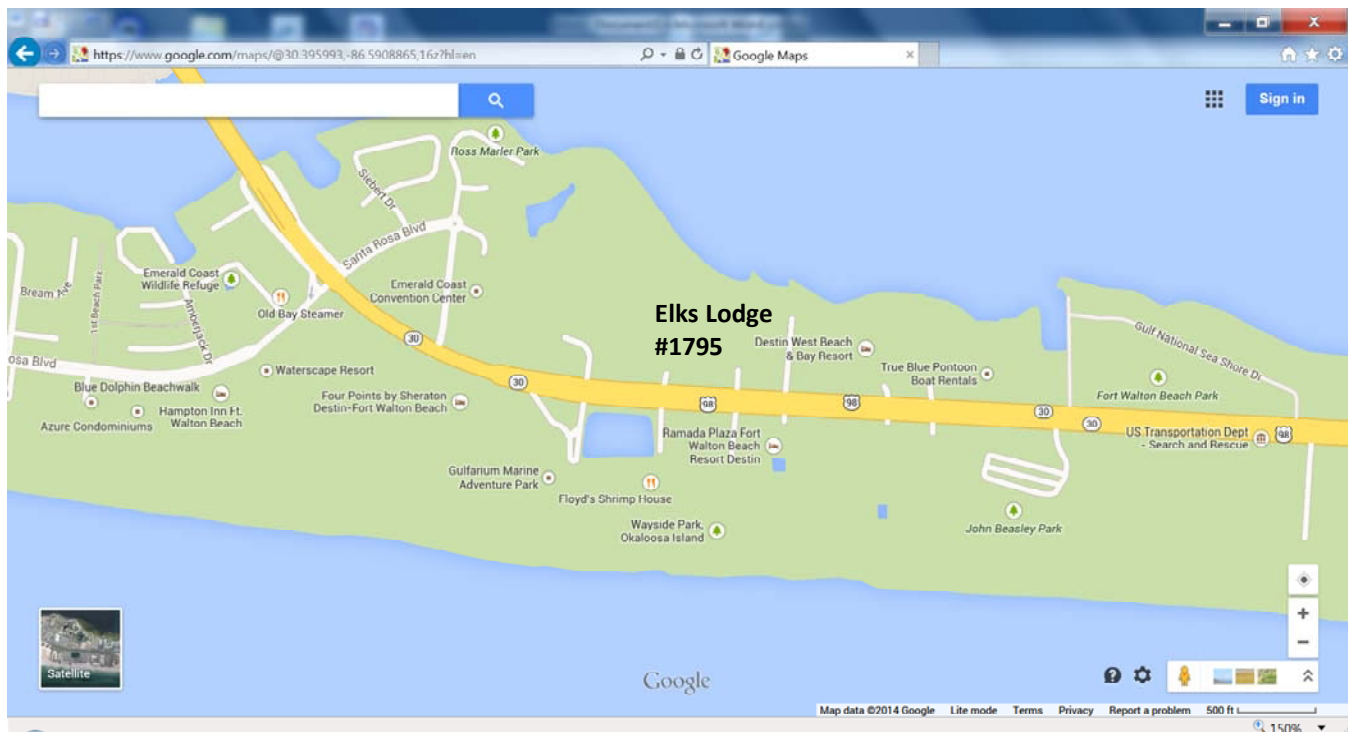 https://www.google.com/maps/@30.395993,-86.5908865,16z?hl=en
Google Maps
Sign in
Ross Marler Park
Siebert Dr
Santa Rosa Blvd
Emerald Coast
Wildlife Refuge
Bream Ave
1st Beach Park
Amberjack Dr
Old Bay Steamer
Emerald Coast
Convention Center
Elks Lodge
#1795
30
Destin West Beach
& Bay Resort
Gulf National Sea Shore Dr
osa Blvd
Waterscape Resort
True Blue Pontoon
Boat Rentals
Fort Walton Beach Park
Blue Dolphin Beachwalk
30
Four Points by Sheraton
Destin-Fort Walton Beach
98
98
30
30
Azure Condominiums
Hampton Inn Ft.
Walton Beach
Ramada Plaza Fort
Walton Beach
Resort Destin
US Transportation Dept
- Search and Rescue
98
Gulfarium Marine
Adventure Park
Floyd's Shrimp House
Wayside Park,
Okaloosa Island
John Beasley Park
Satellite
Google
Map data ©2014 Google
Lite mode
Terms
Privacy
Report a problem
500 ft
150%